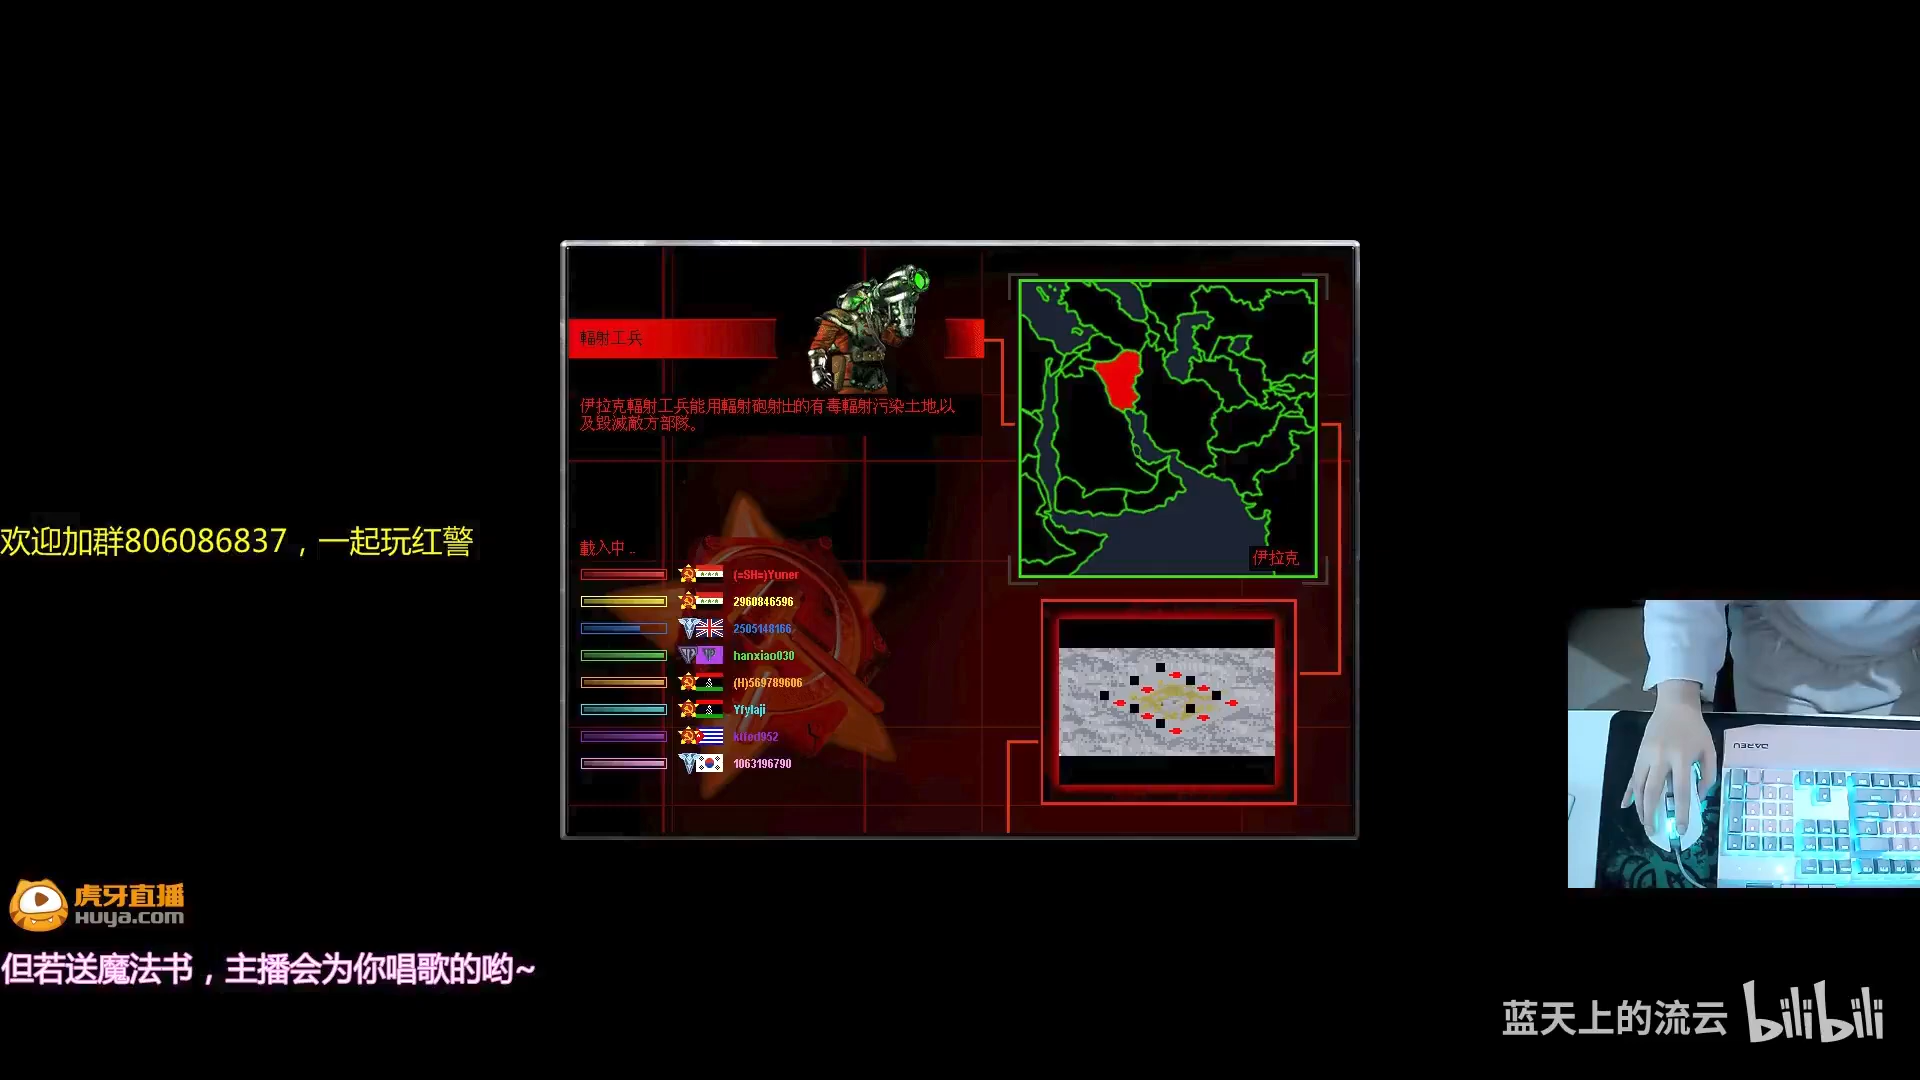 輻射工兵
伊拉克輻射工兵能用輻射砲射出的有毒輻射污染土地,以
及毀滅敵方部隊。
伊拉克
欢迎加群806086837，一起玩红警
載入中 ..
(=SH=)Yuner
2960846596
2505148166
hanxiao030
(H)569789606
Yfylaji
1063196790
DAREU
虎牙直播
HUYA.com
但若送魔法书，主播会为你唱歌的哟~
蓝天上的流云 bilibili